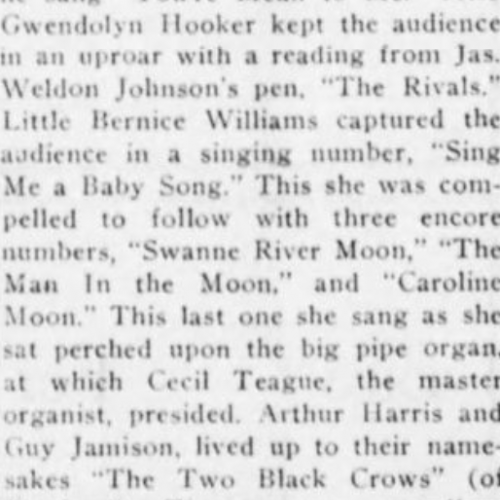 Gwendolyn Hooker kept the audience
in an uproar with a reading from Jas.
Weldon Johnson's pen, "The Rivals."
Little Bernice Williams captured the
audience in a singing number, "Sing
Me a Baby Song." This she was com-
pelled to follow with three encore
numbers, "Swanne River Moon," "The
Man In the Moon," and "Caroline
Moon." This last one she sang as she
sat perched upon the big pipe organ,
at which Cecil Teague, the master
organist, presided. Arthur Harris and
Guy Jamison, lived up to their name-
sakes "The Two Black Crows" (of